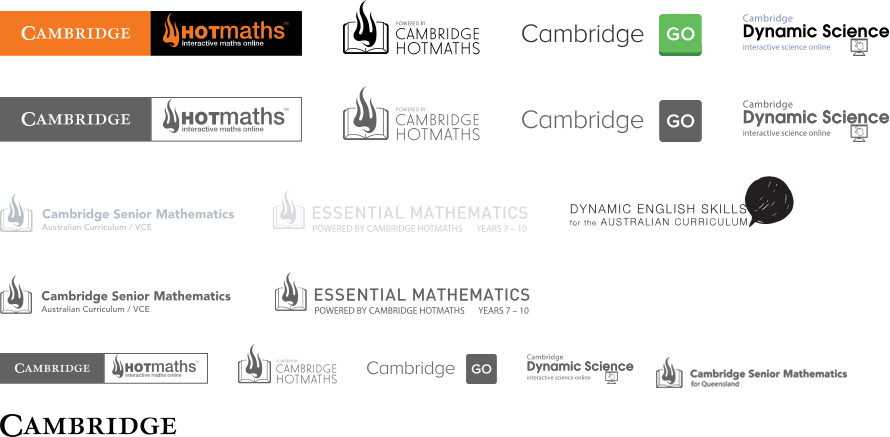 CAMBRIDGE HOTmaths™
interactive maths online
POWERED BY
CAMBRIDGE
HOTMATHS
Cambridge GO
Cambridge
Dynamic Science
interactive science online
CAMBRIDGE HOTmaths™
interactive maths online
POWERED BY
CAMBRIDGE
HOTMATHS
Cambridge GO
Cambridge
Dynamic Science
interactive science online
Cambridge Senior Mathematics
Australian Curriculum / VCE
ESSENTIAL MATHEMATICS
POWERED BY CAMBRIDGE HOTMATHS YEARS 7 – 10
DYNAMIC ENGLISH SKILLS
for the AUSTRALIAN CURRICULUM
Cambridge Senior Mathematics
Australian Curriculum / VCE
ESSENTIAL MATHEMATICS
POWERED BY CAMBRIDGE HOTMATHS YEARS 7 – 10
CAMBRIDGE HOTmaths™
interactive maths online
POWERED BY
CAMBRIDGE
HOTMATHS
Cambridge GO
Cambridge
Dynamic Science
interactive science online
Cambridge Senior Mathematics
for Queensland
CAMBRIDGE